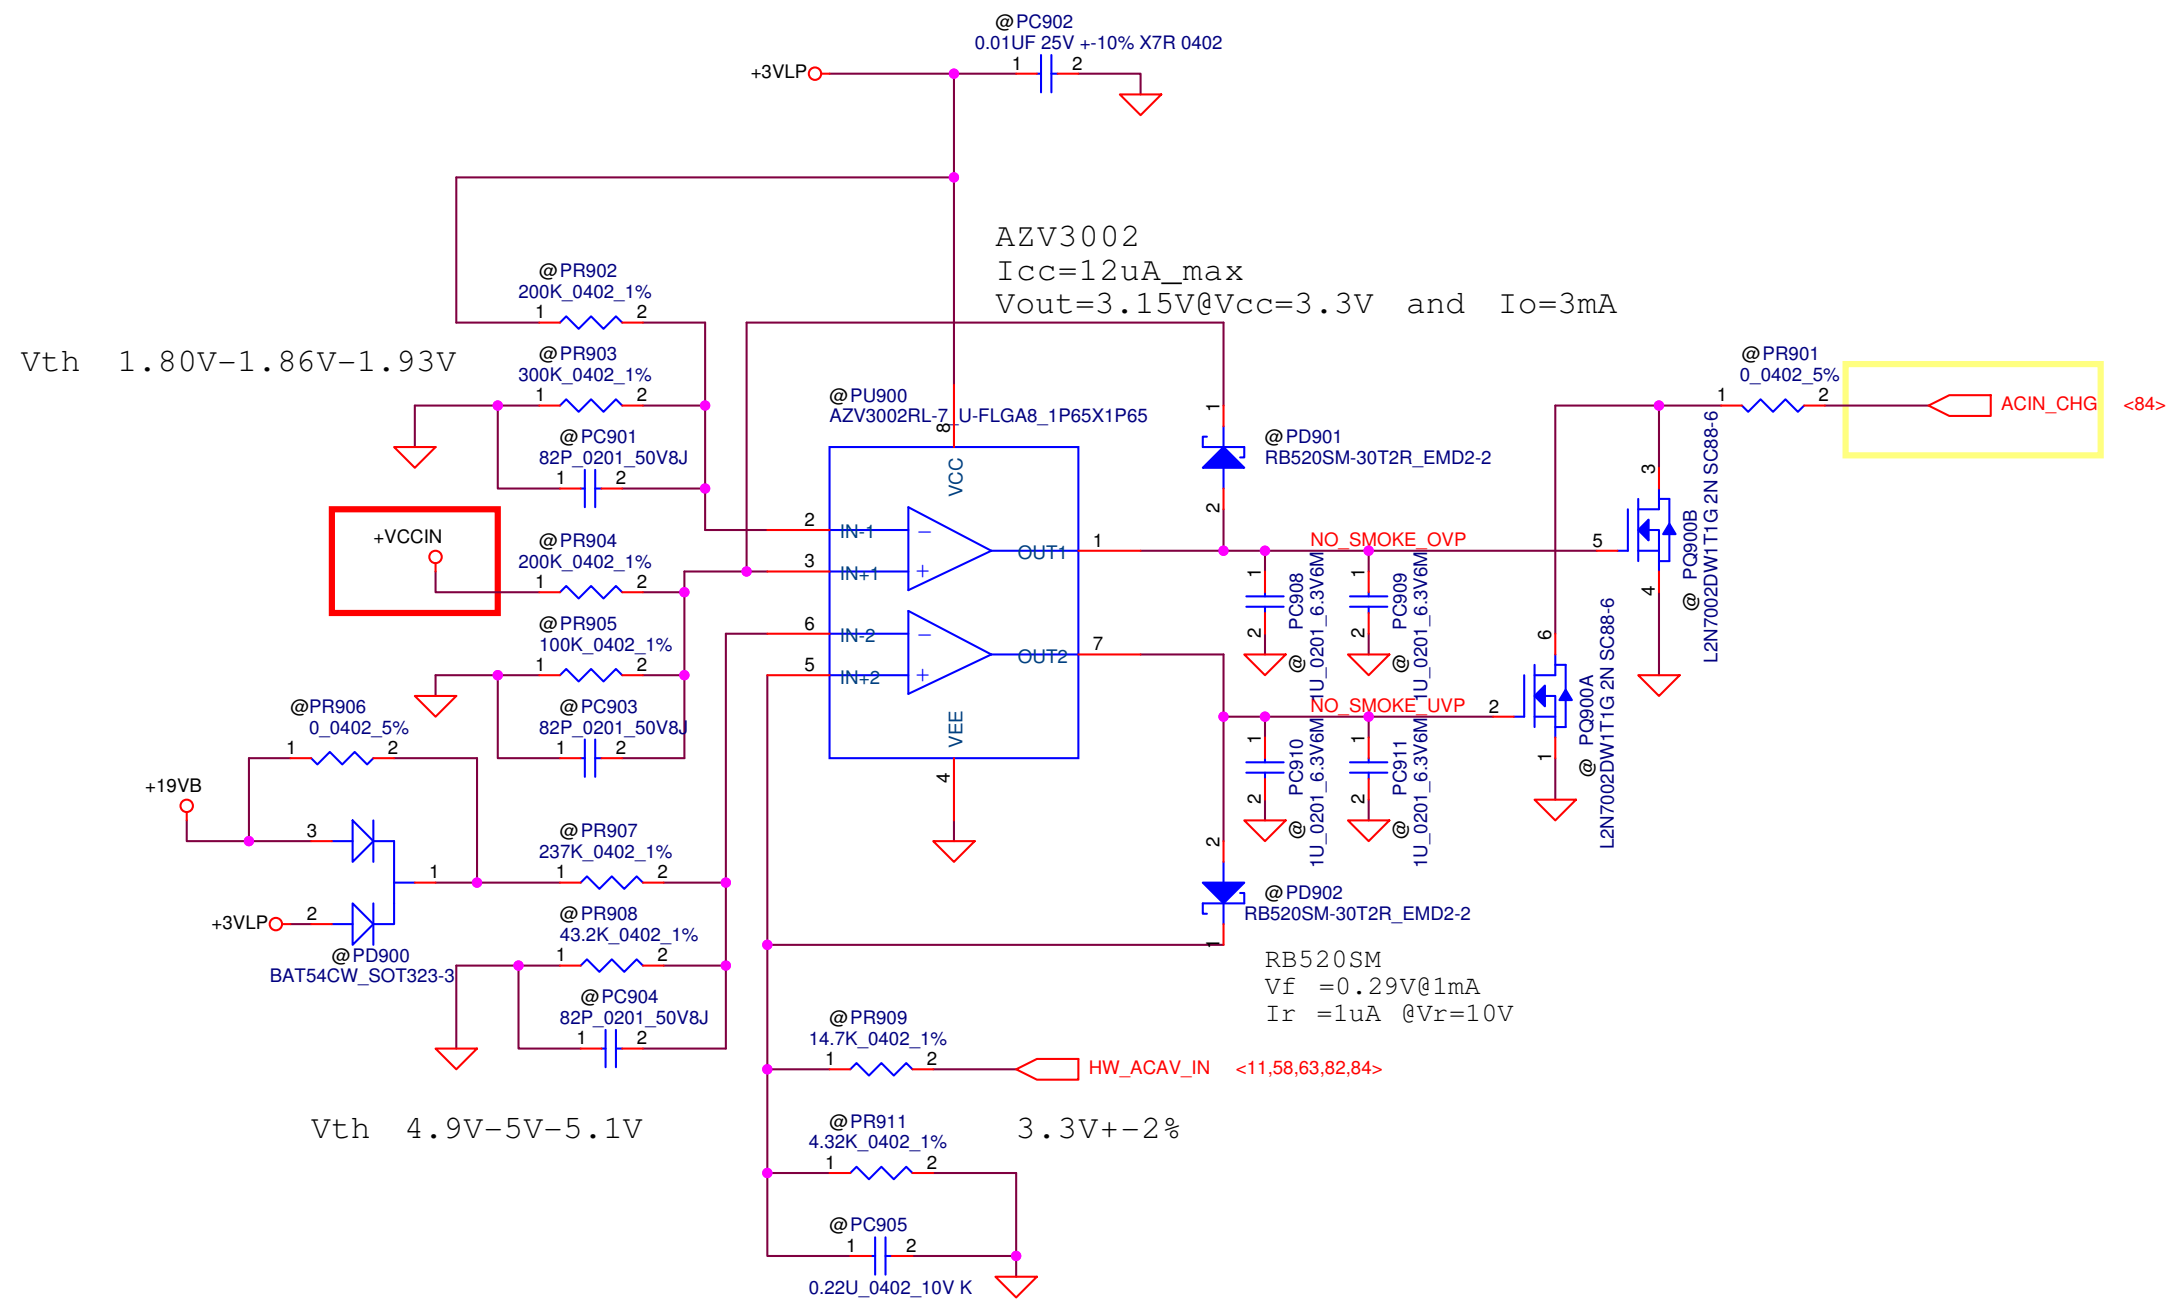 @PC902
0.01UF 25V +-10% X7R 0402
1 2
+3VLP
AZV3002
Icc=12uA_max
Vout=3.15V@Vcc=3.3V and Io=3mA
@PR902
200K_0402_1%
1 2
Vth 1.80V-1.86V-1.93V
@PR903
300K_0402_1%
1 2
@PC901
82P_0201_50V8J
1 2
+VCCIN
@PR904
200K_0402_1%
1 2
@PR905
100K_0402_1%
1 2
@PC903
82P_0201_50V8J
1 2
@PU900
AZV3002RL-7_U-FLGA8_1P65X1P65
8
VCC
2 IN-1
3 IN+1
6 IN-2
5 IN+2
OUT1 1
OUT2 7
VEE
4
1
@PD901
RB520SM-30T2R_EMD2-2
2
NO_SMOKE_OVP
1
2
@ PC908
1U_0201_6.3V6M
1
2
@ PC909
1U_0201_6.3V6M
NO_SMOKE_UVP
1
2
@ PC910
1U_0201_6.3V6M
1
2
@ PC911
1U_0201_6.3V6M
@PR901
0_0402_5%
1 2
ACIN_CHG <84>
3
5
4
@ PQ900B
L2N7002DW1T1G 2N SC88-6
6
2
1
@ PQ900A
L2N7002DW1T1G 2N SC88-6
@PR906
0_0402_5%
1 2
+19VB
3
1
+3VLP
2
@PD900
BAT54CW_SOT323-3
@PR907
237K_0402_1%
1 2
@PR908
43.2K_0402_1%
1 2
@PC904
82P_0201_50V8J
1 2
2
@PD902
RB520SM-30T2R_EMD2-2
1
RB520SM
Vf =0.29V@1mA
Ir =1uA @Vr=10V
@PR909
14.7K_0402_1%
1 2
HW_ACAV_IN <11,58,63,82,84>
Vth 4.9V-5V-5.1V
3.3V+-2%
@PR911
4.32K_0402_1%
1 2
@PC905
1 2
0.22U_0402_10V K